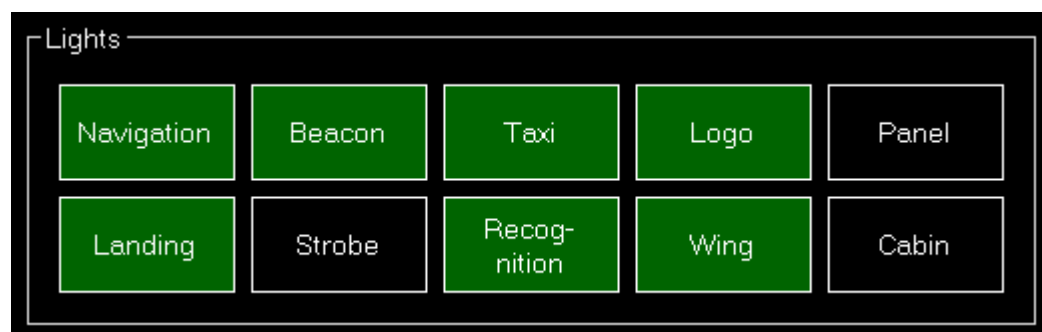 Lights
Navigation
Beacon
Taxi
Logo
Panel
Landing
Strobe
Recog-
nition
Wing
Cabin